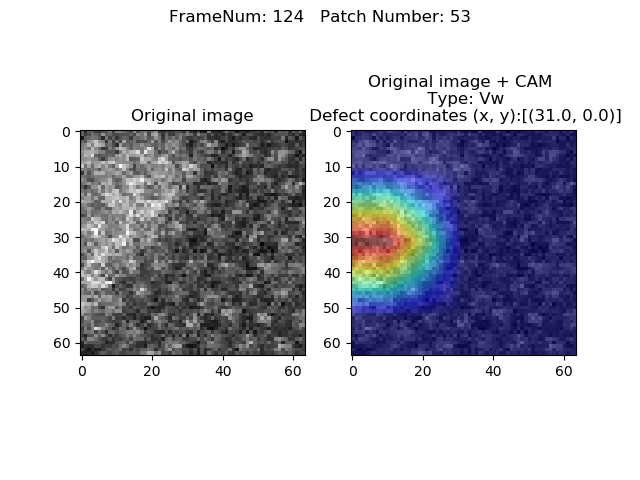 FrameNum: 124   Patch Number: 53
Original image
Original image + CAM
Type: Vw
Defect coordinates (x, y):[(31.0, 0.0)]
0
10
20
30
40
50
60
0 20 40 60
0
10
20
30
40
50
60
0 20 40 60